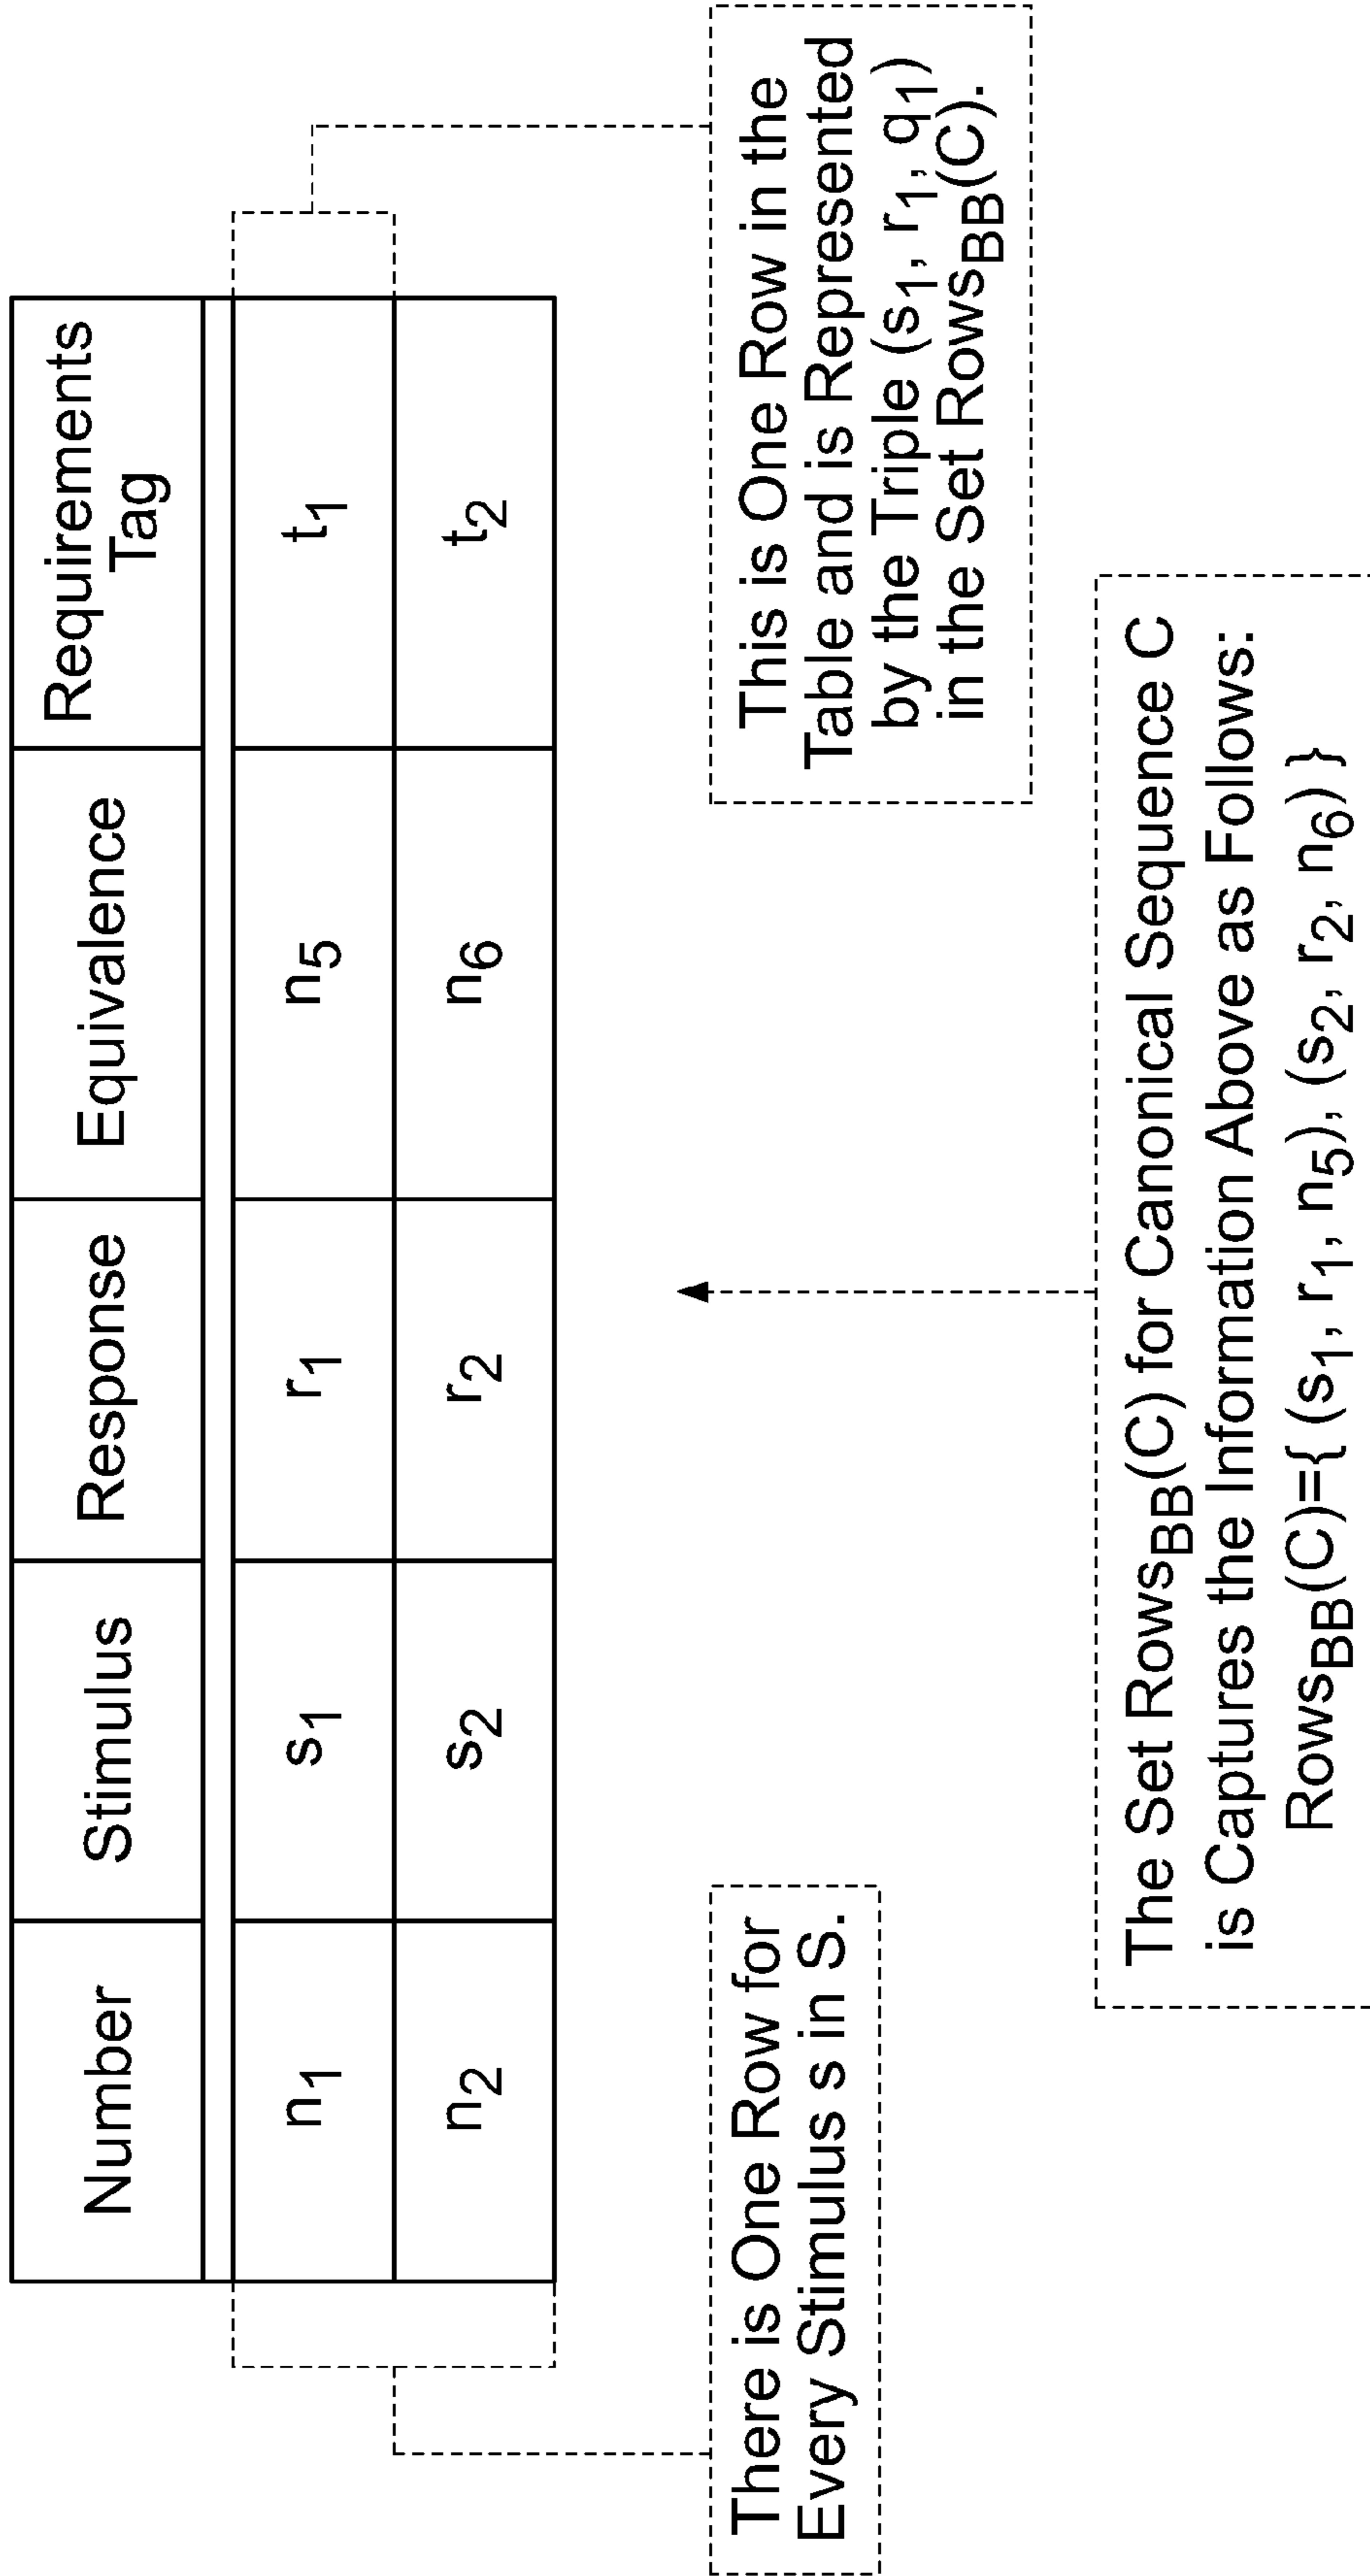 Number Stimulus Response Equivalence Requirements
Tag
n1 s1 r1 n5 t1
n2 s2 r2 n6 t2
There is One Row for
Every Stimulus s in S.
This is One Row in the
Table and is Represented
by the Triple (s1, r1, q1)
in the Set RowsBB(C).
The Set RowsBB(C) for Canonical Sequence C
is Captures the Information Above as Follows:
RowsBB(C)={ (s1, r1, n5), (s2, r2, n6) }